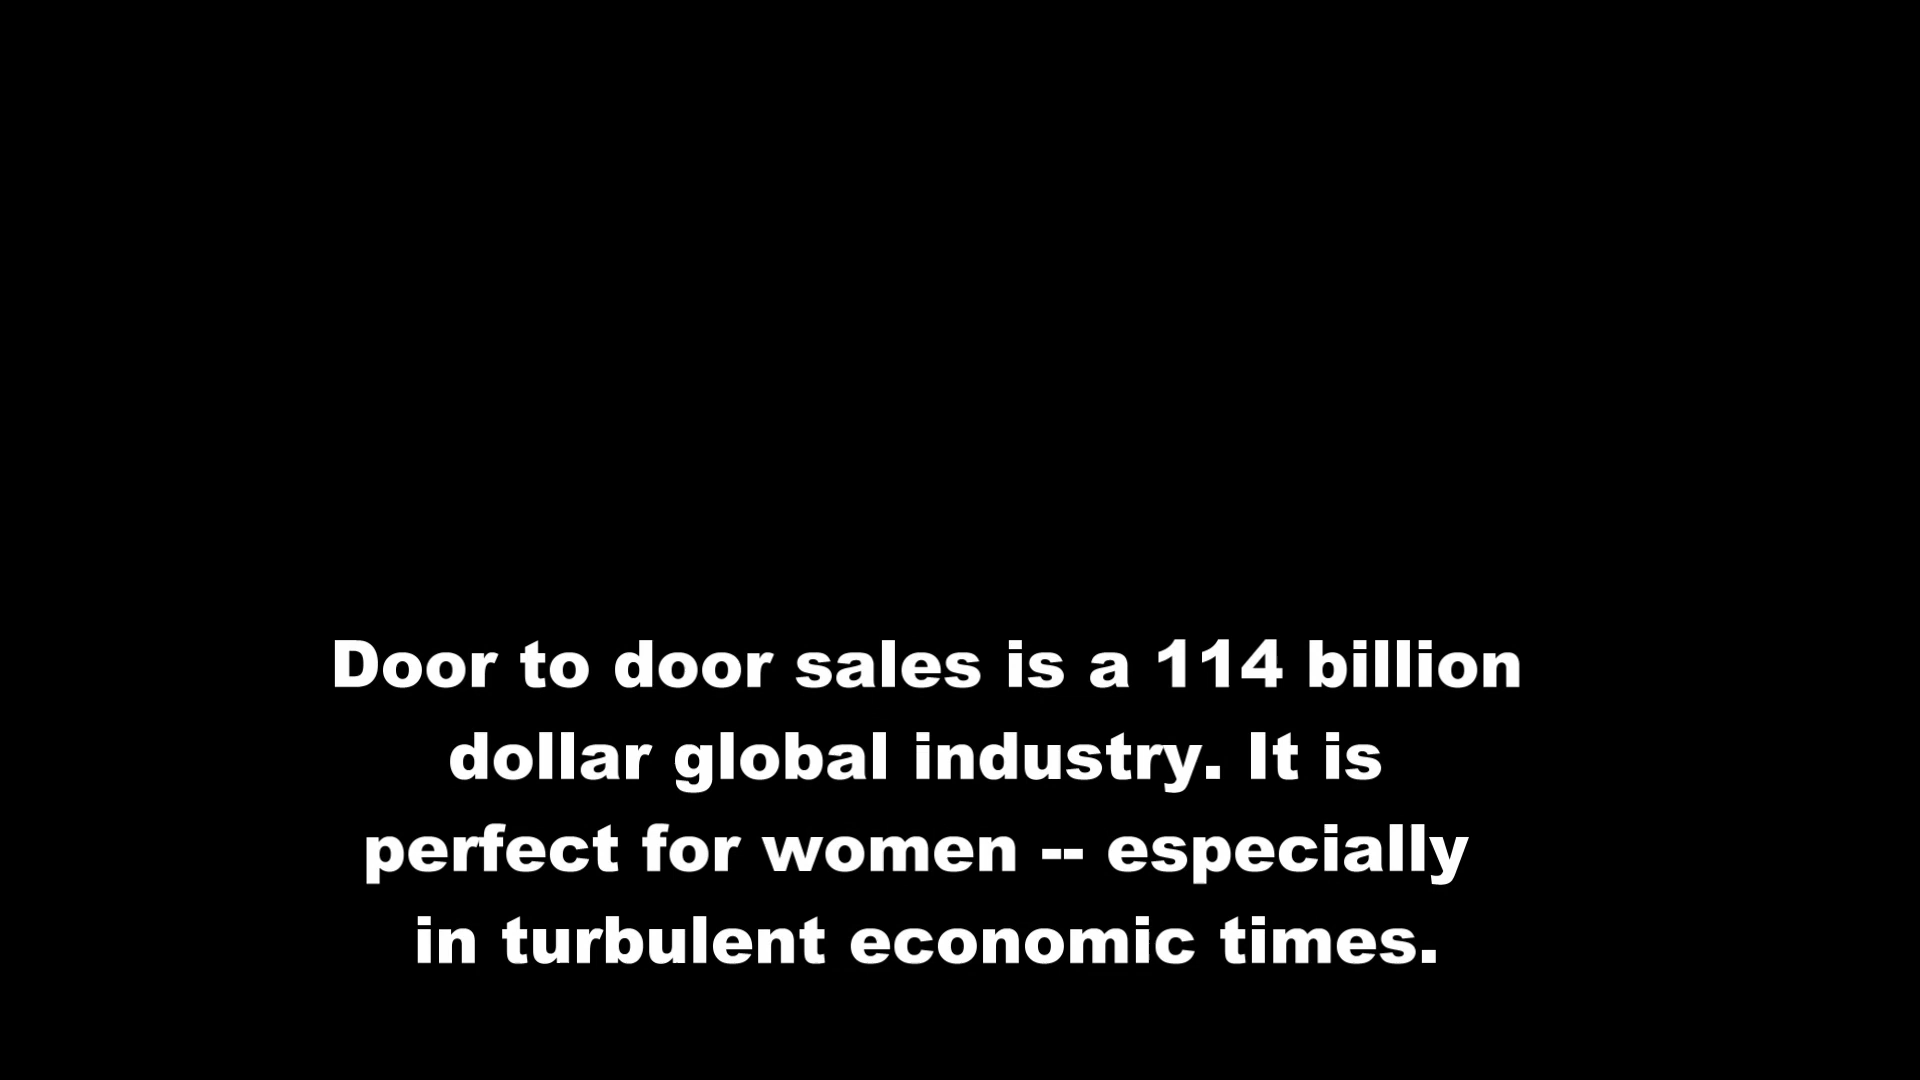 Door to door sales is a 114 billion
dollar global industry. It is
perfect for women -- especially
in turbulent economic times.